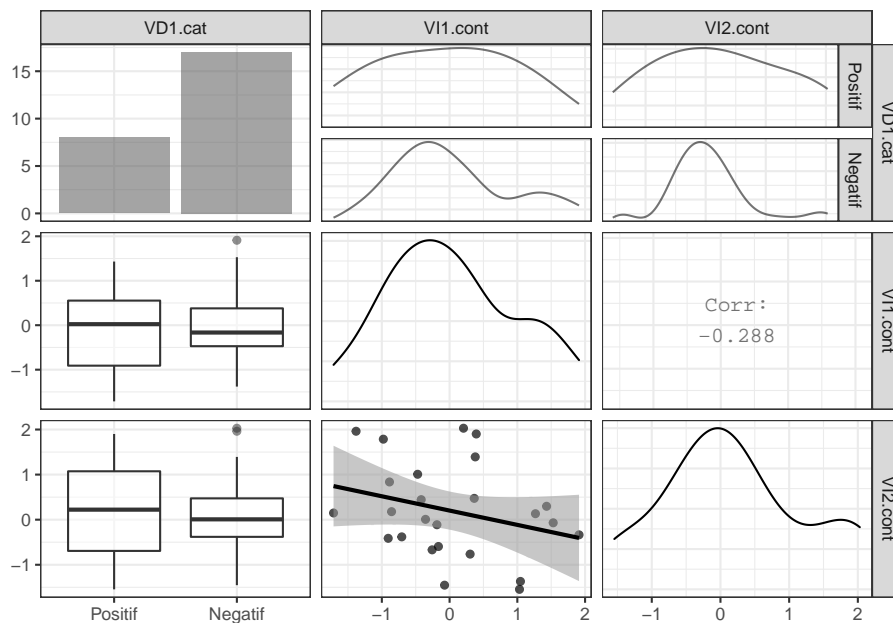 VD1.cat
VI1.cont
VI2.cont
15
10
5
0
Positif
Negatif
VD1.cat
2
1
0
−1
Corr:
−0.288
VI1.cont
2
1
0
−1
VI2.cont
Positif
Negatif
−1
0
1
2
−1
0
1
2